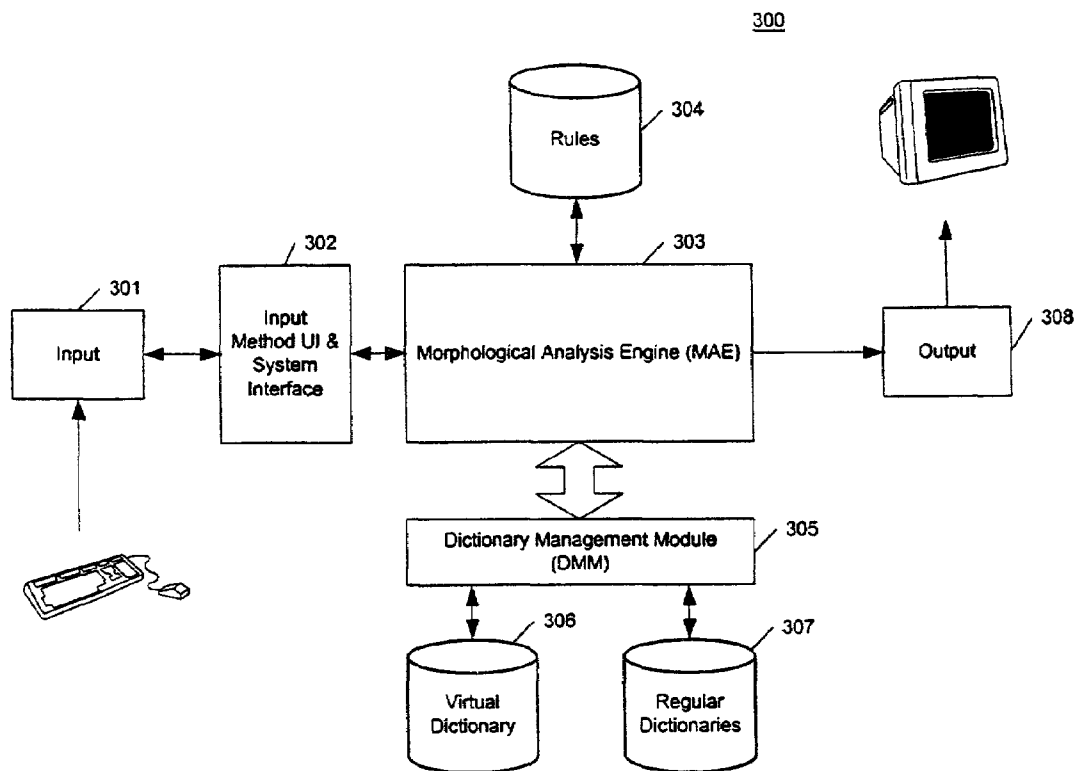 300
Rules
304
303
302
301
Input
Input
Method UI &
System
Interface
Morphological Analysis Engine (MAE)
Output
308
Dictionary Management Module
(DMM)
305
306
307
Virtual
Dictionary
Regular
Dictionaries